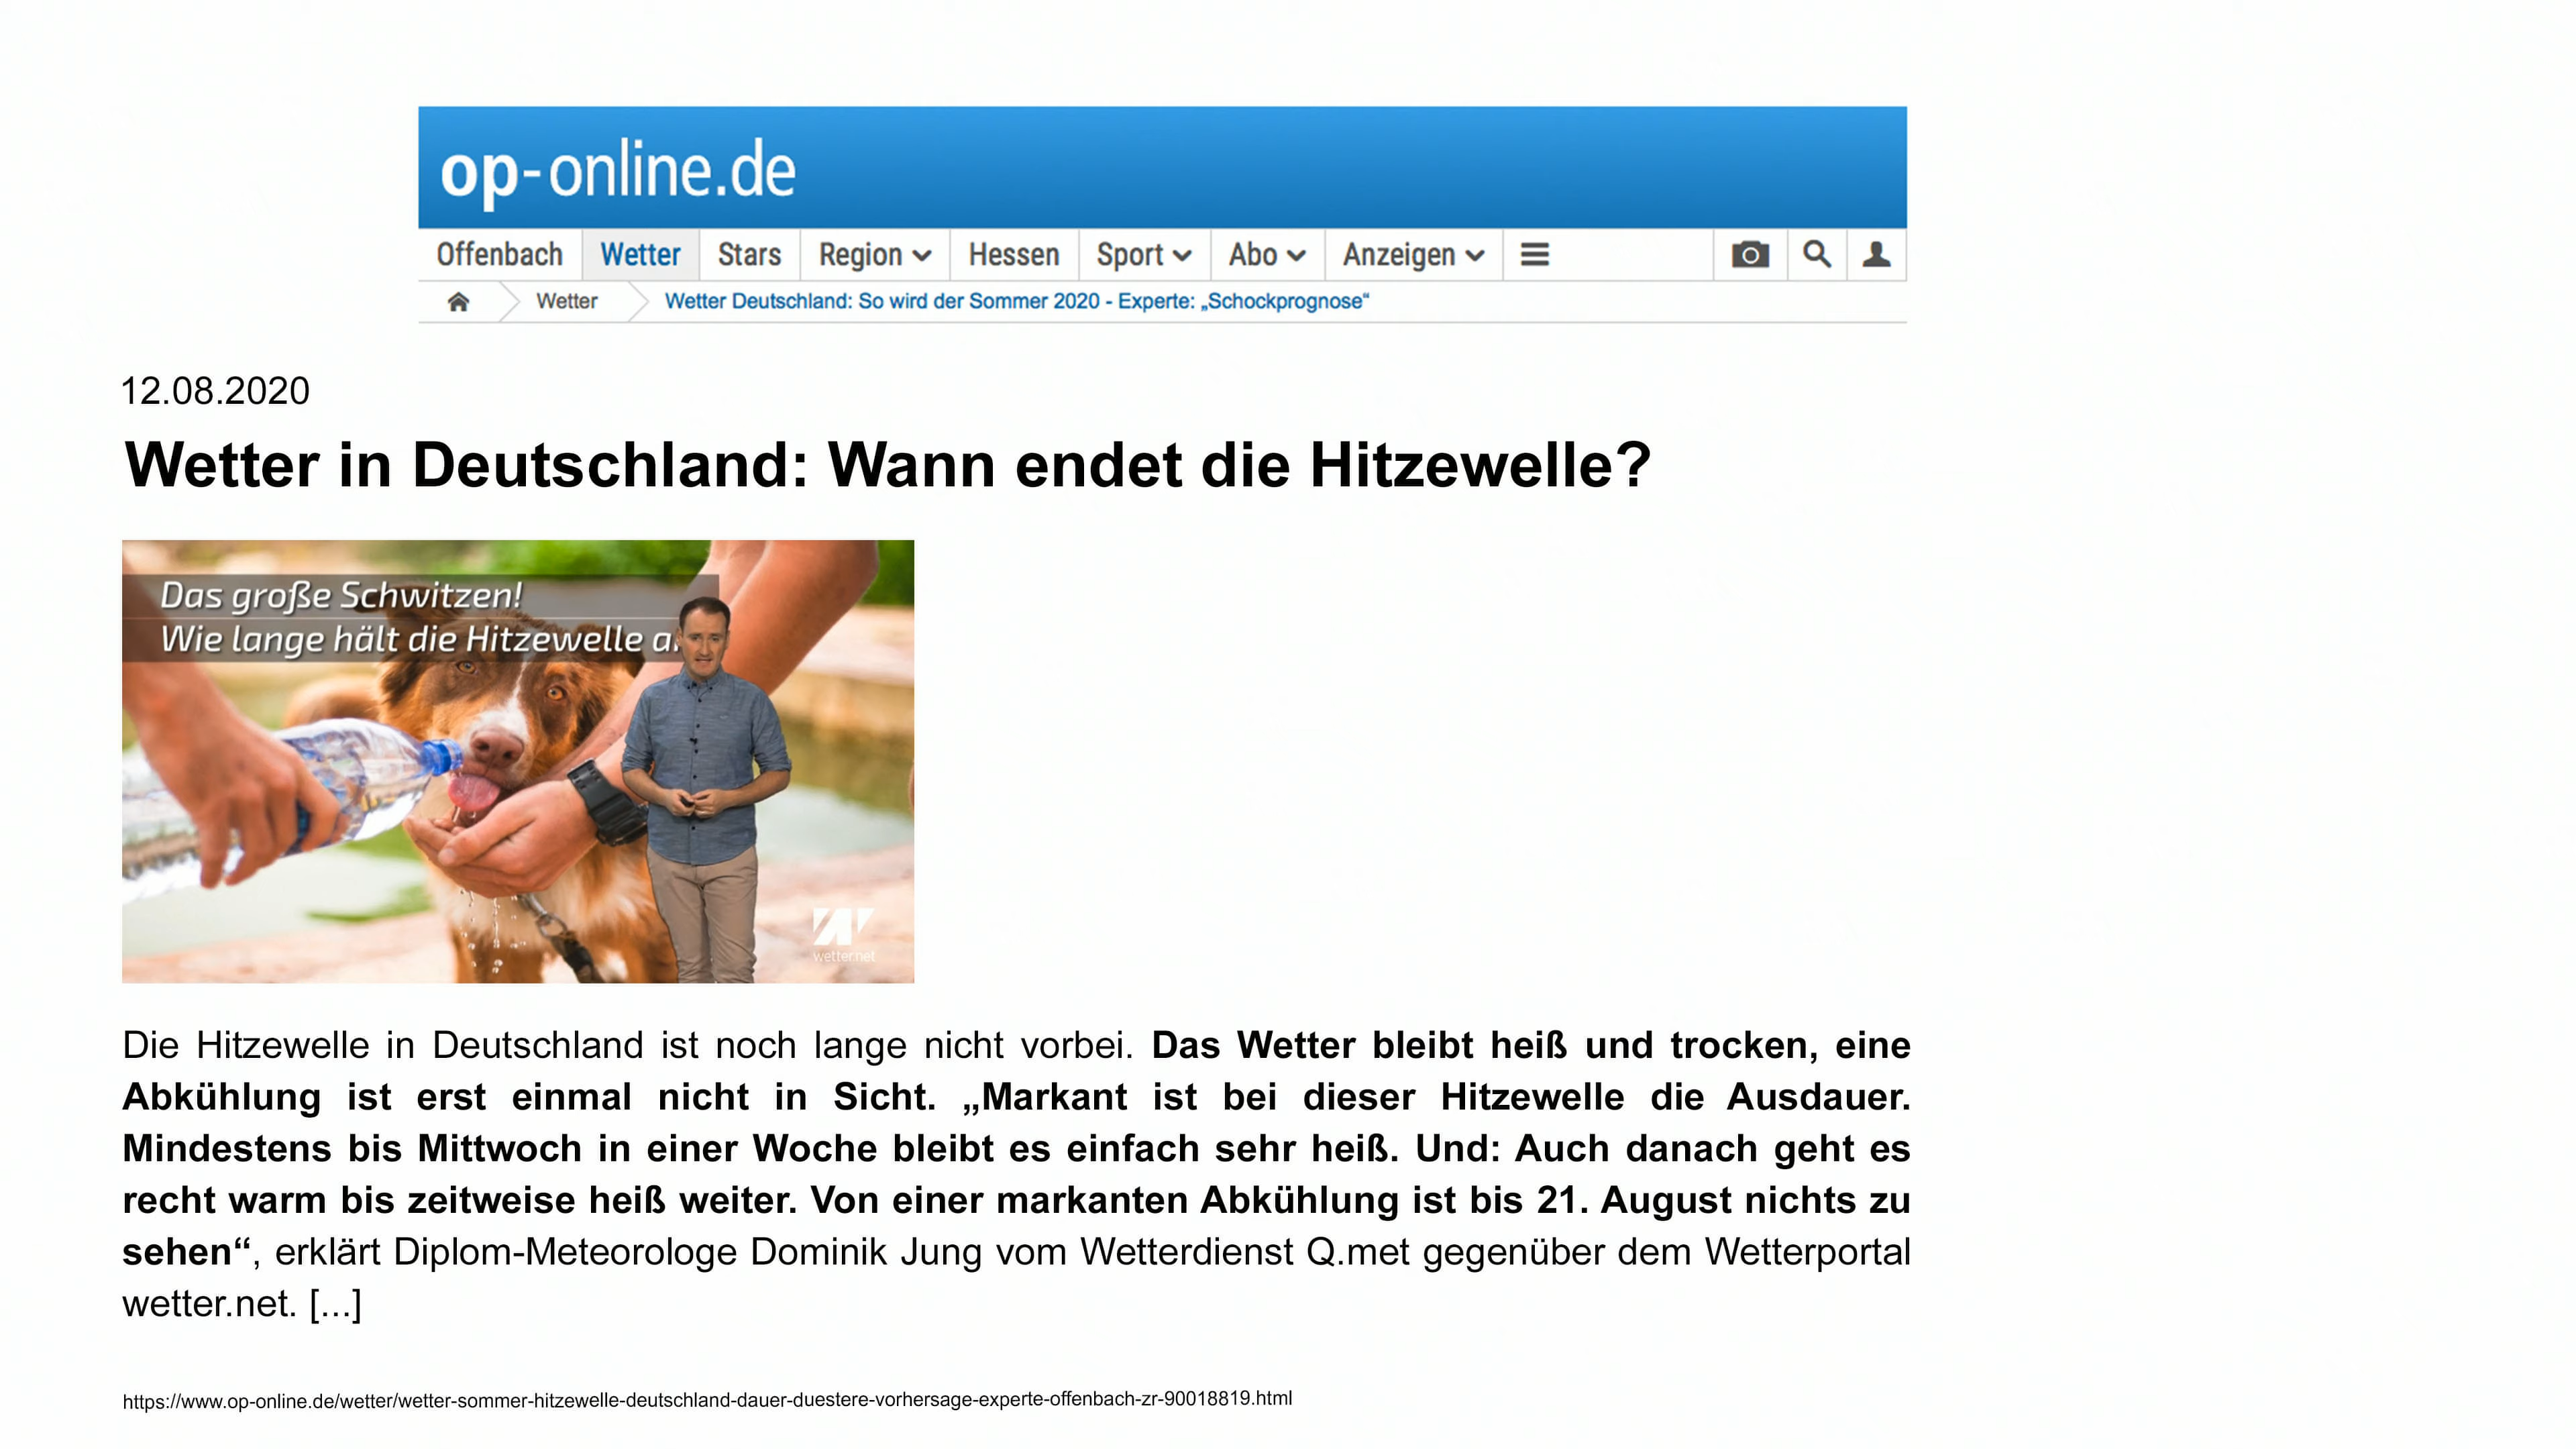 op-online.de
Offenbach Wetter Stars Region Hessen Sport Abo Anzeigen
Wetter Wetter Deutschland: So wird der Sommer 2020 - Experte: „Schockprognose“
12.08.2020
Wetter in Deutschland: Wann endet die Hitzewelle?
Das große Schwitzen!
Wie lange hält die Hitzewelle
wetter.net
Die Hitzewelle in Deutschland ist noch lange nicht vorbei. Das Wetter bleibt heiß und trocken, eine
Abkühlung ist erst einmal nicht in Sicht. „Markant ist bei dieser Hitzewelle die Ausdauer.
Mindestens bis Mittwoch in einer Woche bleibt es einfach sehr heiß. Und: Auch danach geht es
recht warm bis zeitweise heiß weiter. Von einer markanten Abkühlung ist bis 21. August nichts zu
sehen“, erklärt Diplom-Meteorologe Dominik Jung vom Wetterdienst Q.met gegenüber dem Wetterportal
wetter.net. [...]
https://www.op-online.de/wetter/wetter-sommer-hitzewelle-deutschland-dauer-duestere-vorhersage-experte-offenbach-zr-90018819.html